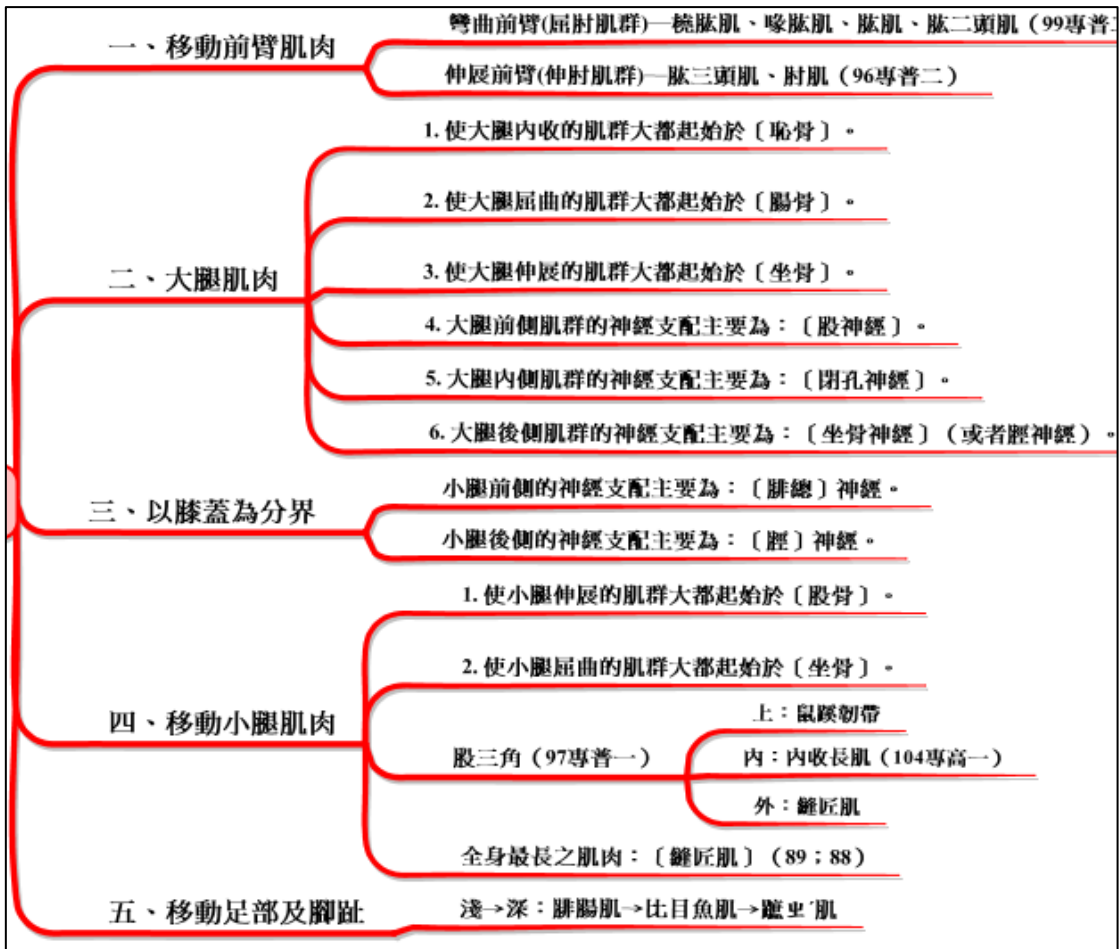 一、移動前臂肌肉
彎曲前臂(屈肘肌群)—橈肱肌、喙肱肌、肱肌、肱二頭肌（99專普
伸展前臂(伸肘肌群)—肱三頭肌、肘肌（96專普二）
二、大腿肌肉
1. 使大腿內收的肌群大都起始於〔恥骨〕。
2. 使大腿屈曲的肌群大都起始於〔腸骨〕。
3. 使大腿伸展的肌群大都起始於〔坐骨〕。
4. 大腿前側肌群的神經支配主要為：〔股神經〕。
5. 大腿內側肌群的神經支配主要為：〔閉孔神經〕。
6. 大腿後側肌群的神經支配主要為：〔坐骨神經〕（或者脛神經）。
三、以膝蓋為分界
小腿前側的神經支配主要為：〔腓總〕神經。
小腿後側的神經支配主要為：〔脛〕神經。
四、移動小腿肌肉
1. 使小腿伸展的肌群大都起始於〔股骨〕。
2. 使小腿屈曲的肌群大都起始於〔坐骨〕。
股三角（97專普一）
上：鼠蹊韌帶
內：內收長肌（104專高一）
外：縫匠肌
全身最長之肌肉：〔縫匠肌〕（89；88）
五、移動足部及腳趾
淺→深：腓腸肌→比目魚肌→蹠ㄓˊ肌